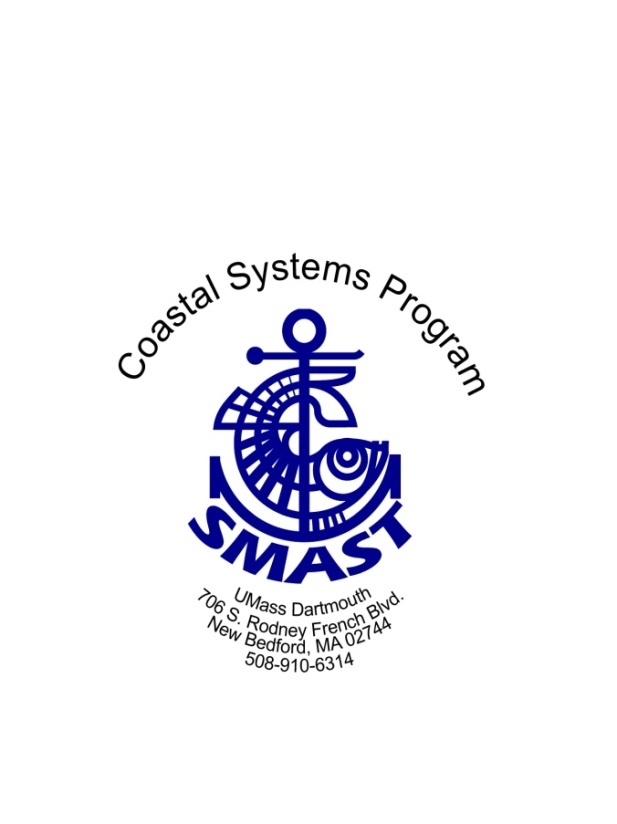 Coastal Systems Program
SMAST
UMass Dartmouth
706 S. Rodney French Blvd.
New Bedford, MA 02744
508-910-6314